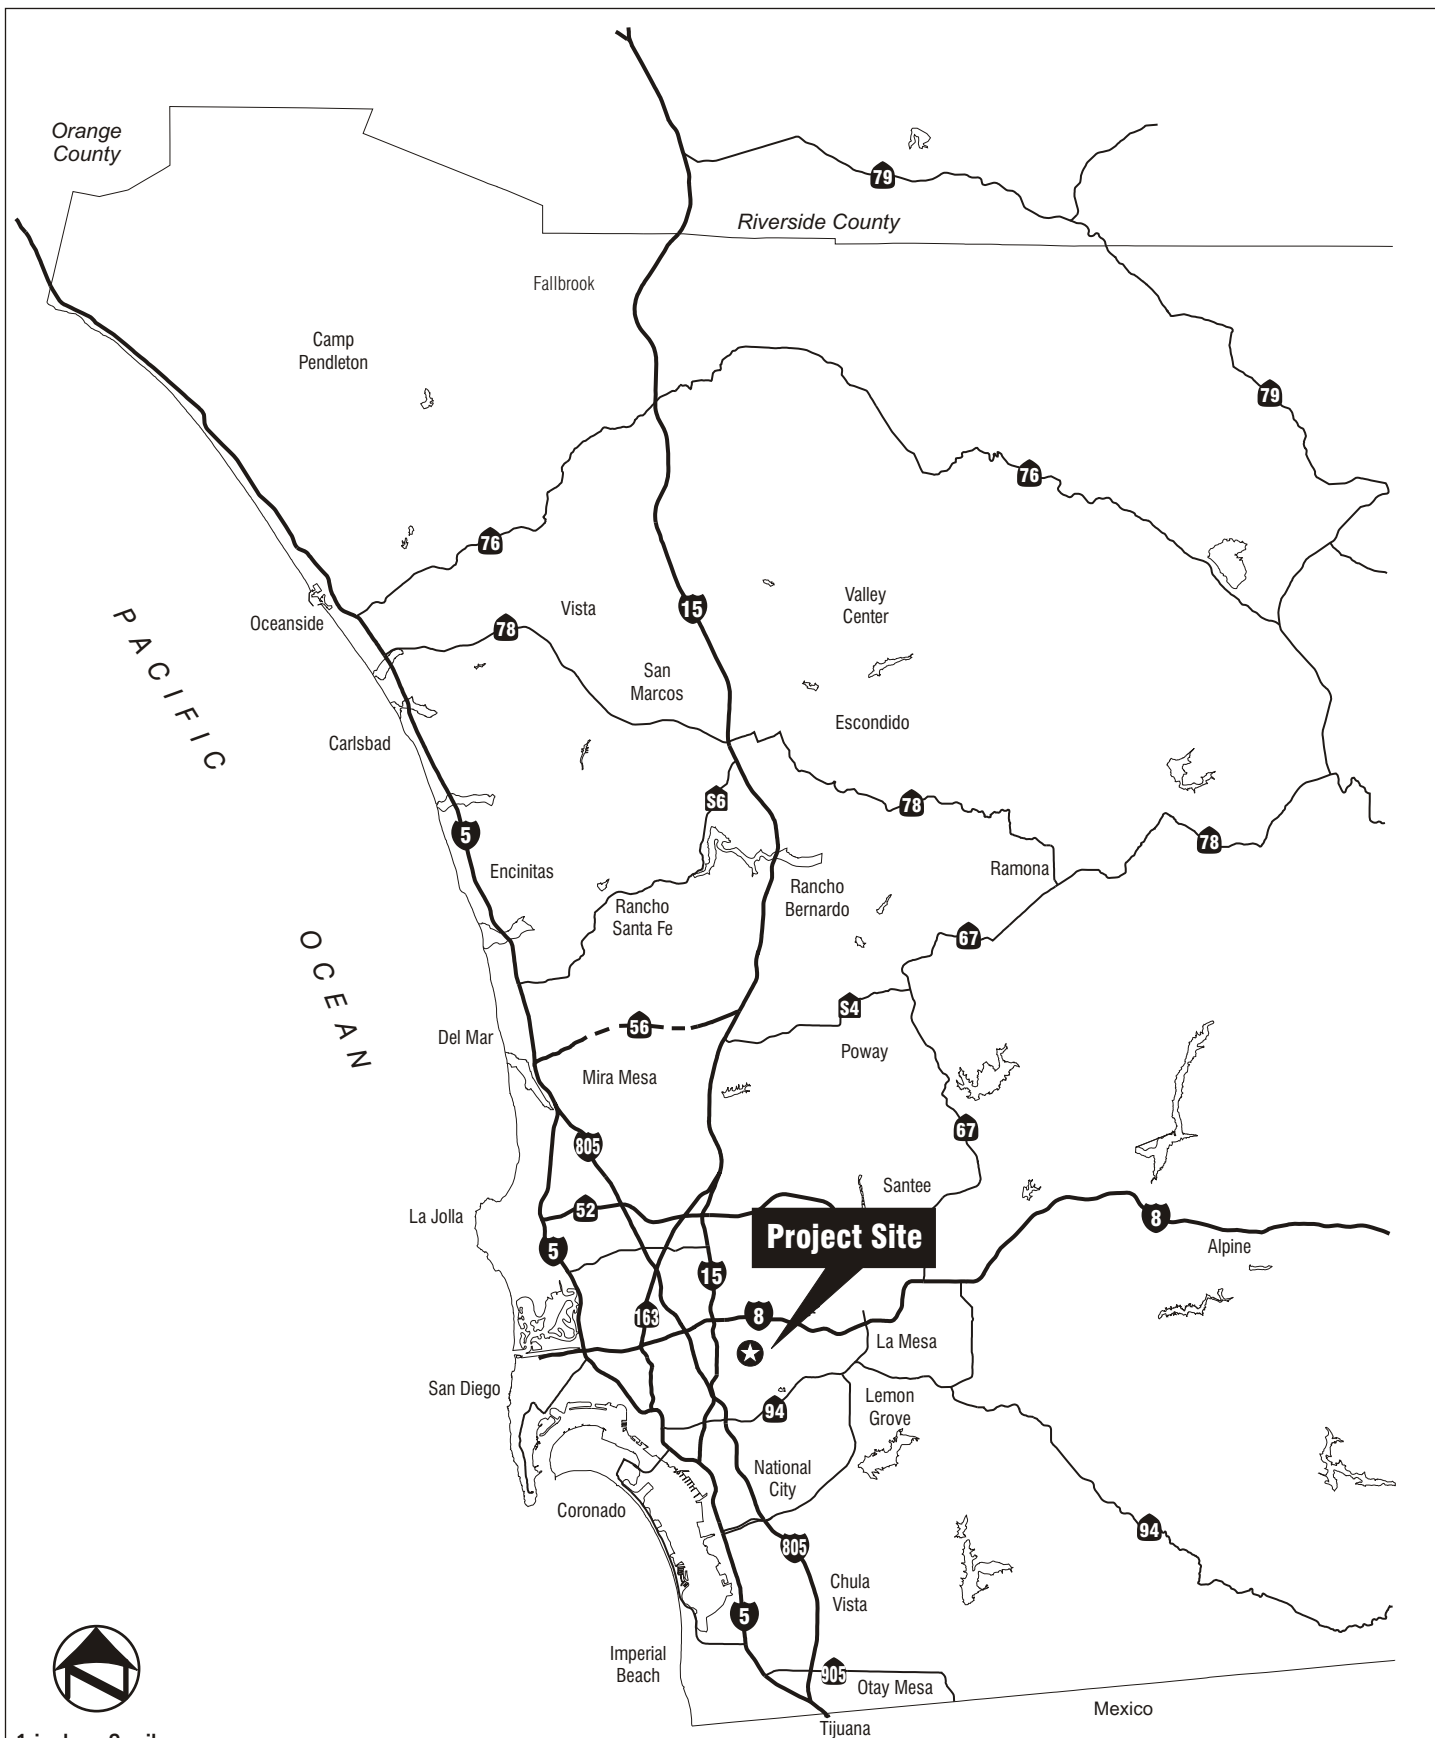 Orange
County
79
Riverside County
Fallbrook
Camp
Pendleton
79
76
76
Valley
Center
15
Vista
Oceanside
78
San
Marcos
Escondido
Carlsbad
PACIFIC
S6
78
5
78
Encinitas
Ramona
Rancho
Bernardo
Rancho
Santa Fe
67
OCEAN
S4
56
Del Mar
Poway
Mira Mesa
67
805
Santee
52
La Jolla
8
Project Site
5
Alpine
15
163
8
La Mesa
San Diego
Lemon
Grove
94
National
City
Coronado
94
805
Chula
Vista
5
Imperial
Beach
905
Otay Mesa
Mexico
Tijuana